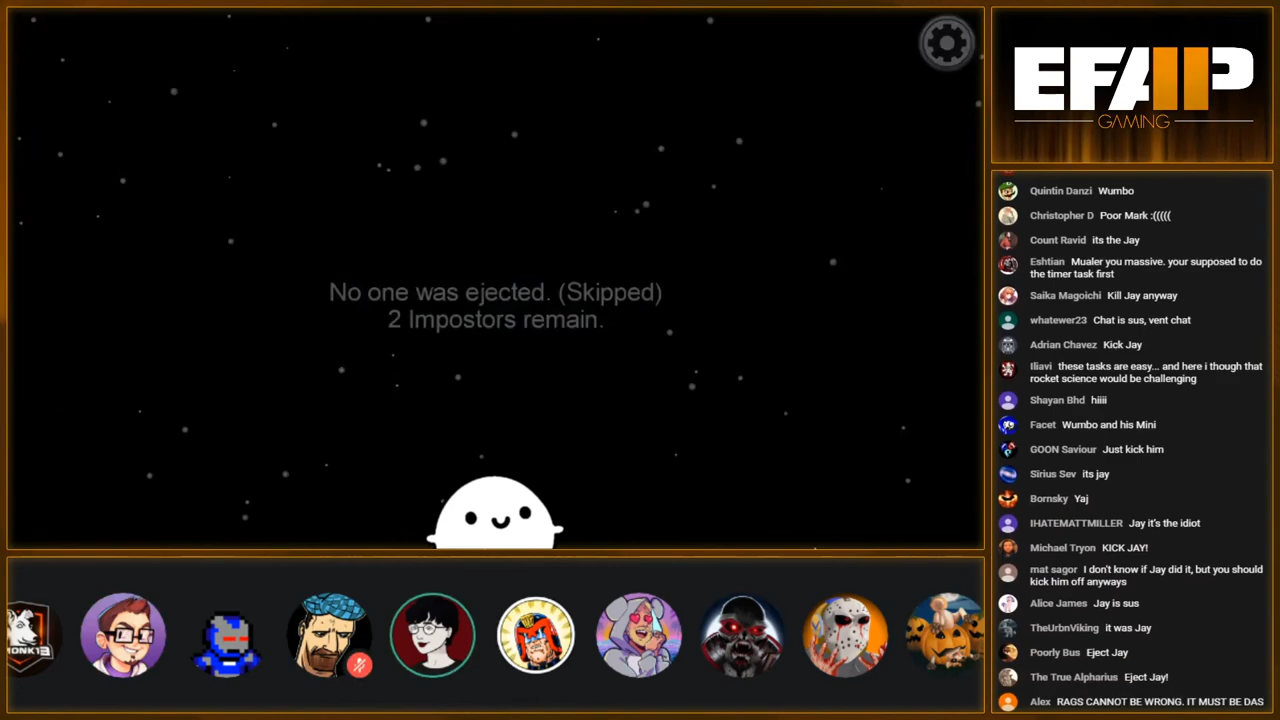 No one was ejected. (Skipped)
2 Impostors remain.
EFAP
GAMING
Quintin Danzi Wumbo
Christopher D Poor Mark :(((((
Count Ravid its the Jay
Eshtian Mualer you massive. your supposed to do
the timer task first
Saika Magoichi Kill Jay anyway
whatewer23 Chat is sus, vent chat
Adrian Chavez Kick Jay
Iliavi these tasks are easy... and here i though that
rocket science would be challenging
Shayan Bhd hiiii
Facet Wumbo and his Mini
GOON Saviour Just kick him
Sïrius Sev its jay
Bornsky Yaj
IHATEMATTMILLER Jay it's the idiot
Michael Tryon KICK JAY!
mat sagor I don't know if Jay did it, but you should
kick him off anyways
Alice James Jay is sus
TheUrbnViking it was Jay
Poorly Bus Eject Jay
The True Alpharius Eject Jay!
Alex RAGS CANNOT BE WRONG. IT MUST BE DAS